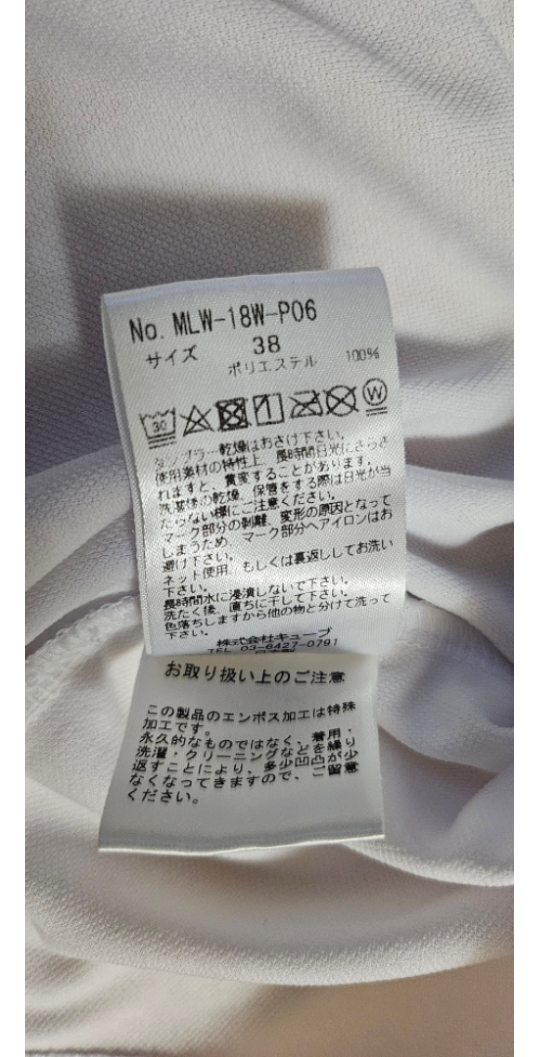 No. MLW-18W-P06
サイズ 38
ポリエステル 100%
30 W
タンブラー乾燥はおさけ下さい。
使用素材の特性上、長時間日光にさらさ
れますと、黄変することがあります。
洗濯後の乾燥、保管をする際は日光が当
たらない様にご注意ください。
マーク部分の剥離、変形の原因となって
しまうため、マーク部分へアイロンはお
避け下さい。
ネット使用、もしくは裏返ししてお洗い
下さい。
長時間水に浸漬しないで下さい。
洗たく後、直ちに干して下さい。
色落ちしますから他の物と分けて洗って
下さい。
株式会社キューブ
TEL 03-6427-0791
お取り扱い上のご注意
この製品のエンボス加工は特殊
加工です。
永久的なものではなく、着用・
洗濯・クリーニングなどを繰り
返すことにより、多少凹凸が少
なくなってきますので、ご留意
ください。